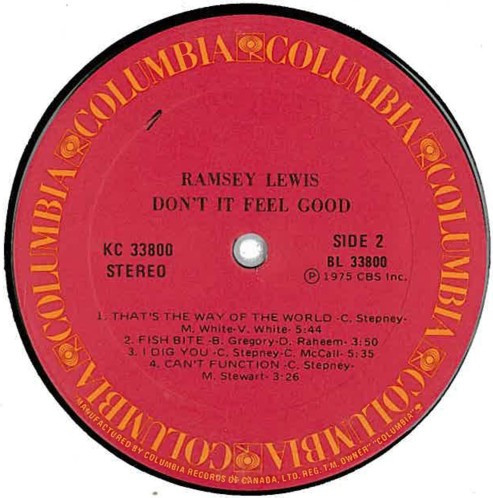 COLUMBIA COLUMBIA COLUMBIA COLUMBIA COLUMBIA COLUMBIA
RAMSEY LEWIS
DON'T IT FEEL GOOD
KC 33800
STEREO
SIDE 2
BL 33800
Ⓟ 1975 CBS Inc.
1. THAT'S THE WAY OF THE WORLD -C. Stepney-
M. White-V. White- 5:44
2. FISH BITE -B. Gregory-D. Raheem- 3:50
3. I DIG YOU -C. Stepney-C. McCall- 5:35
4. CAN'T FUNCTION -C. Stepney-
M. Stewart- 3:26
MANUFACTURED BY COLUMBIA RECORDS OF CANADA, LTD. REG. T.M. OWNER "COLUMBIA"